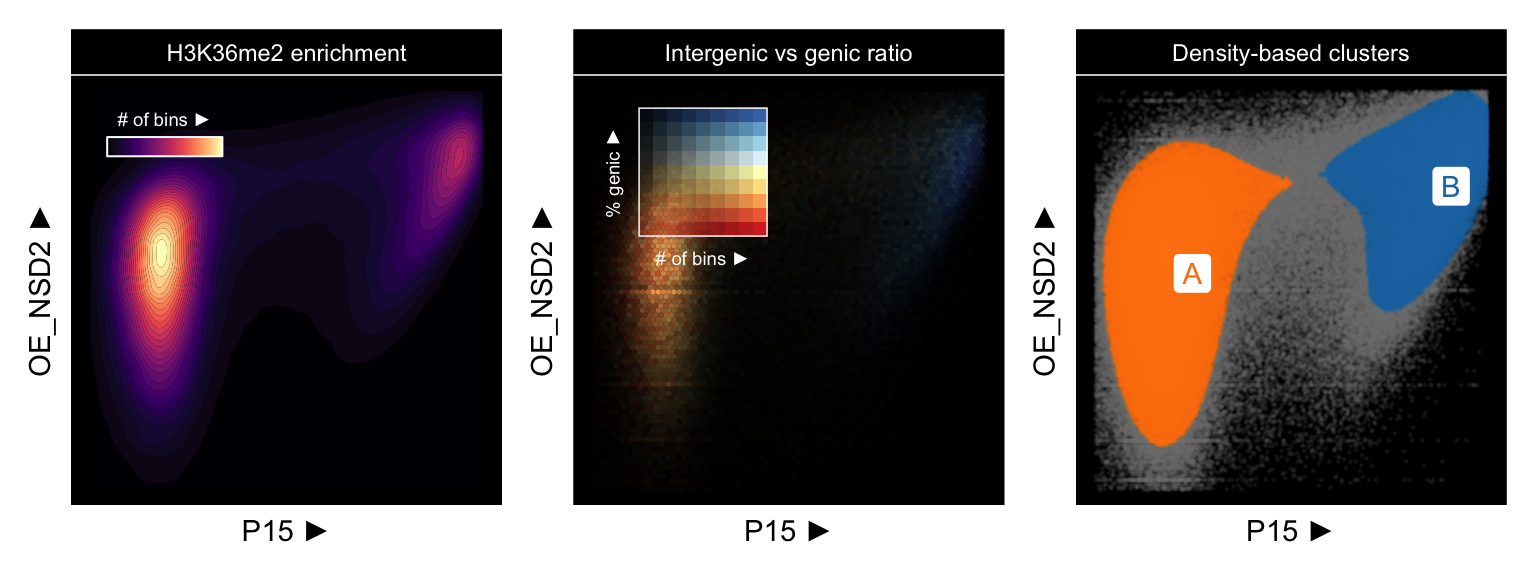 H3K36me2 enrichment
# of bins ►
OE_NSD2 ►
P15 ►
Intergenic vs genic ratio
% genic ►
# of bins ►
OE_NSD2 ►
P15 ►
Density-based clusters
A
B
OE_NSD2 ►
P15 ►